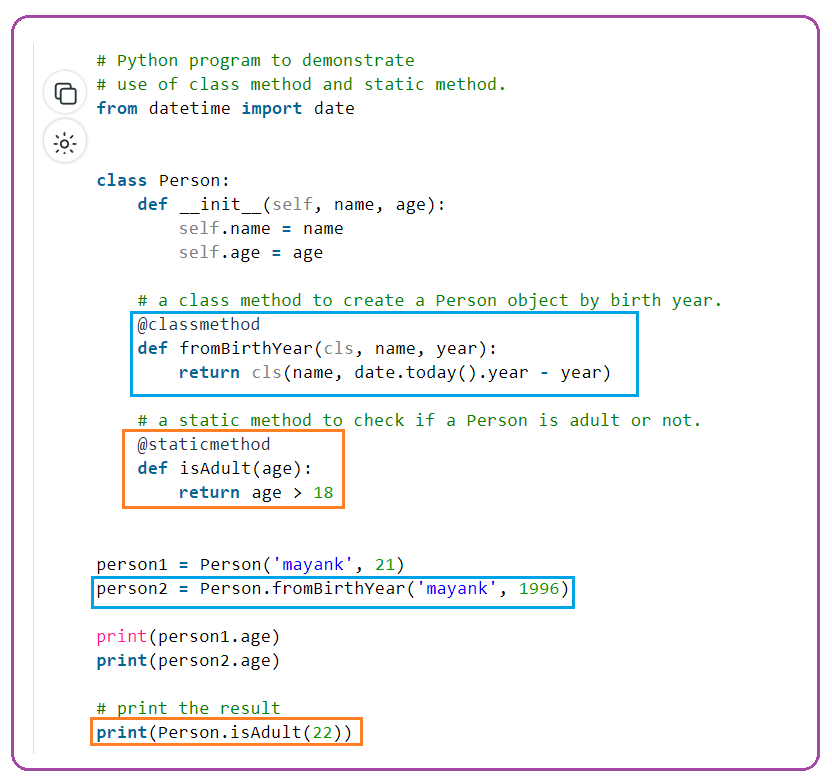 # Python program to demonstrate
# use of class method and static method.
from datetime import date
class Person:
    def __init__(self, name, age):
        self.name = name
        self.age = age
    # a class method to create a Person object by birth year.
    @classmethod
    def fromBirthYear(cls, name, year):
        return cls(name, date.today().year - year)
    # a static method to check if a Person is adult or not.
    @staticmethod
    def isAdult(age):
        return age > 18
person1 = Person('mayank', 21)
person2 = Person.fromBirthYear('mayank', 1996)
print(person1.age)
print(person2.age)
# print the result
print(Person.isAdult(22))